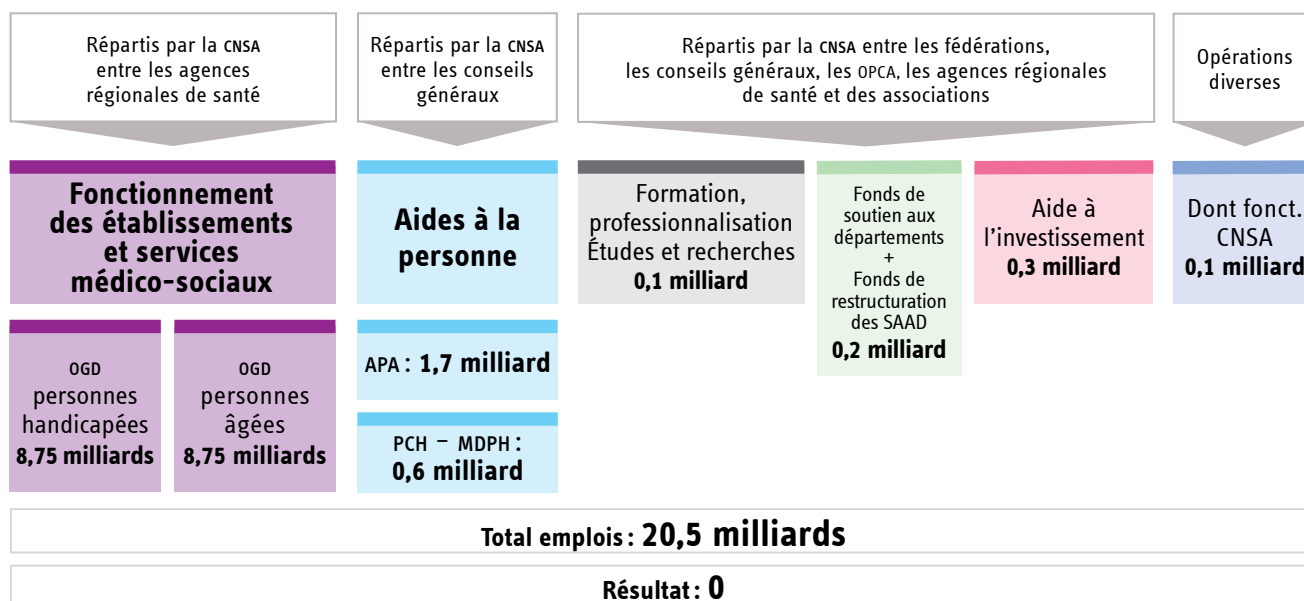 Répartis par la CNSA
entre les agences
régionales de santé
Répartis par la CNSA
entre les conseils
généraux
Répartis par la CNSA entre les fédérations,
les conseils généraux, les OPCA, les agences régionales
de santé et des associations
Opérations
diverses
Fonctionnement
des établissements
et services
médico-sociaux
OGD
personnes
handicapées
8,75 milliards
OGD
personnes
âgées
8,75 milliards
Aides à la
personne
APA : 1,7 milliard
PCH – MDPH :
0,6 milliard
Formation,
professionnalisation
Études et recherches
0,1 milliard
Fonds de
soutien aux
départements
+
Fonds de
restructuration
des SAAD
0,2 milliard
Aide à
l'investissement
0,3 milliard
Dont fonct.
CNSA
0,1 milliard
Total emplois : 20,5 milliards
Résultat : 0